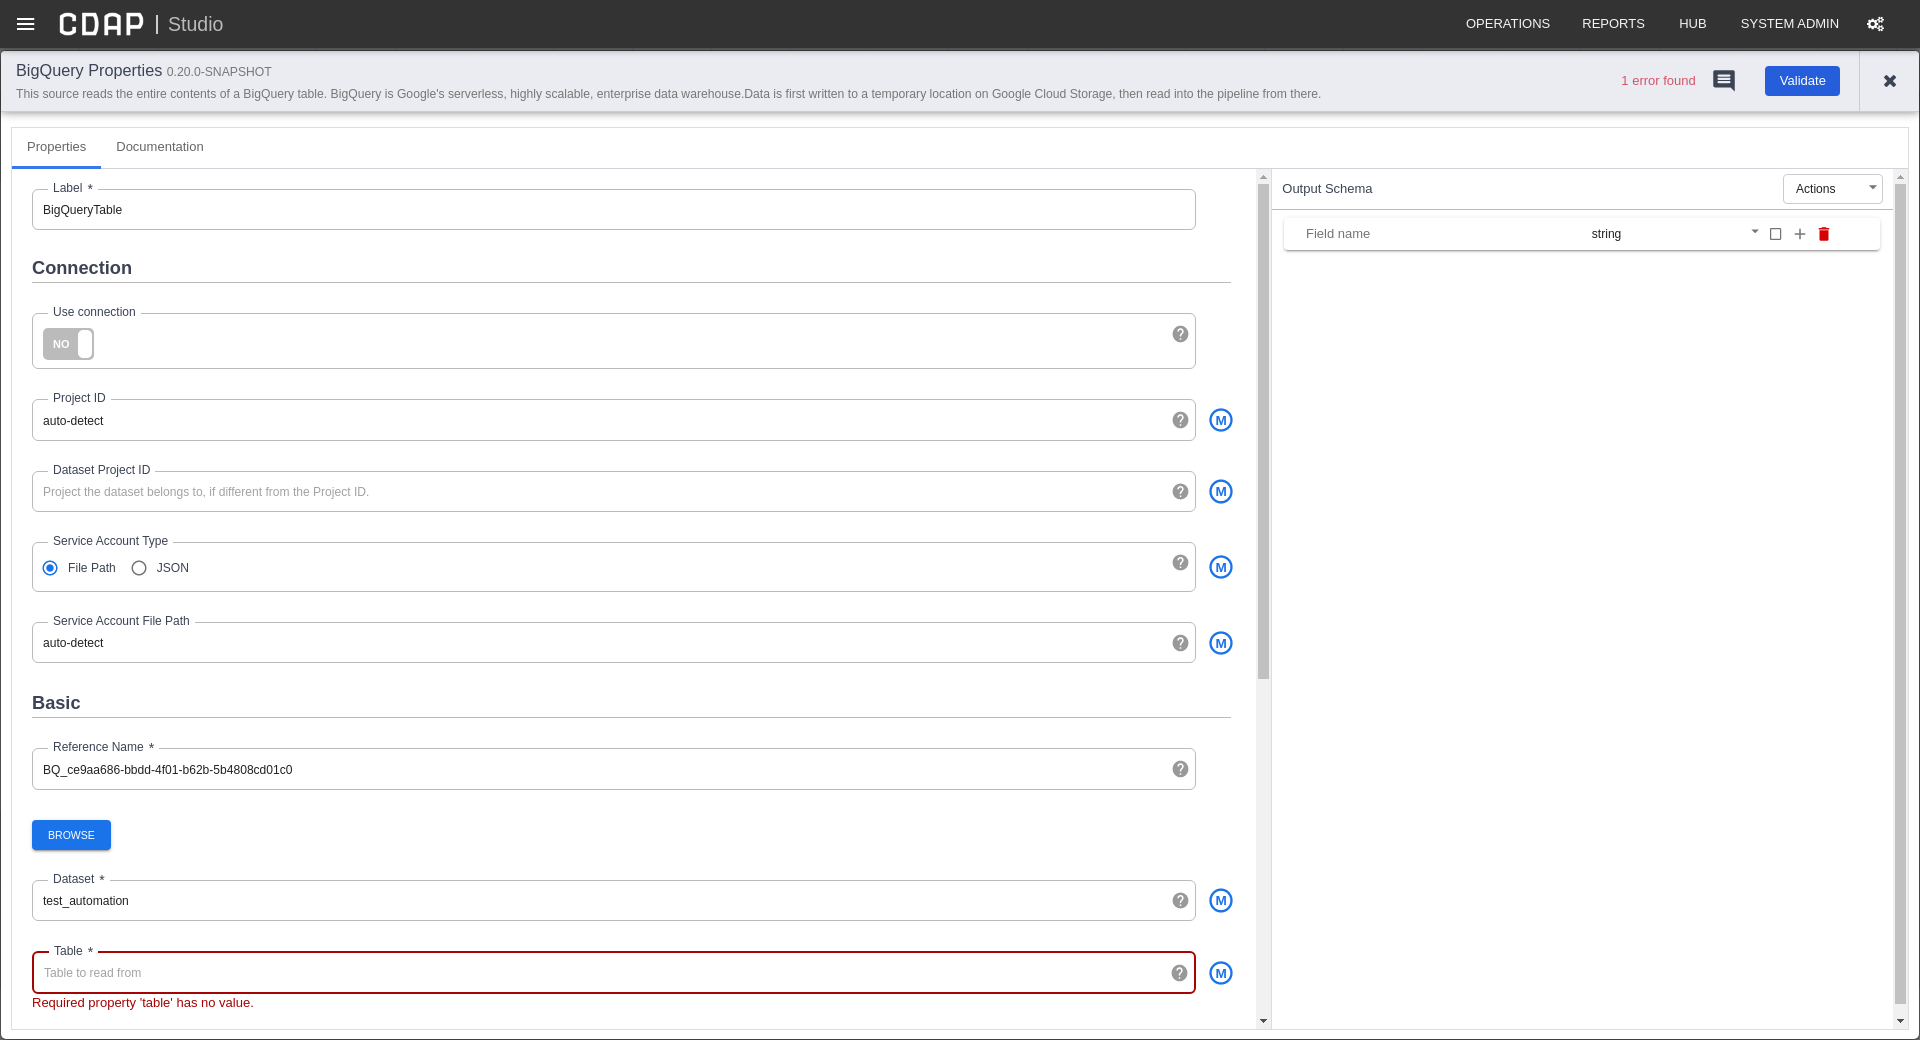 CDAP | Studio
OPERATIONS REPORTS HUB SYSTEM ADMIN
BigQuery Properties 0.20.0-SNAPSHOT
This source reads the entire contents of a BigQuery table. BigQuery is Google's serverless, highly scalable, enterprise data warehouse.Data is first written to a temporary location on Google Cloud Storage, then read into the pipeline from there.
1 error found
Validate
Properties Documentation
Label *
BigQueryTable
Connection
Use connection
NO
Project ID
auto-detect
M
Dataset Project ID
Project the dataset belongs to, if different from the Project ID.
M
Service Account Type
File Path JSON
M
Service Account File Path
auto-detect
M
Basic
Reference Name *
BQ_ce9aa686-bbdd-4f01-b62b-5b4808cd01c0
BROWSE
Dataset *
test_automation
M
Table *
Table to read from
M
Required property 'table' has no value.
Output Schema
Actions
Field name string